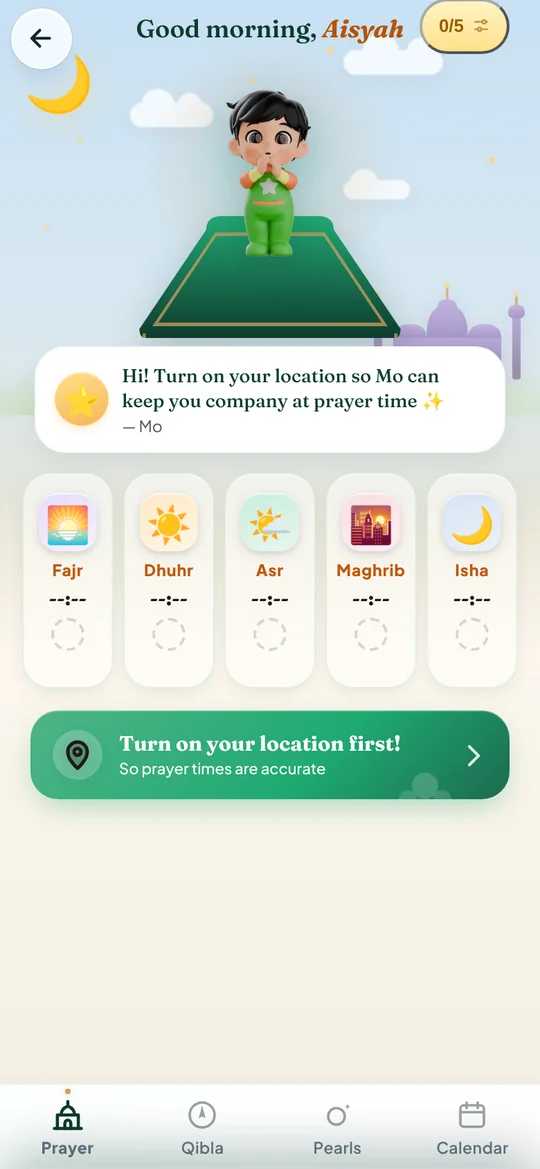 Good morning, Aisyah
0/5
Hi! Turn on your location so Mo can
keep you company at prayer time ✨
— Mo
Fajr
Dhuhr
Asr
Maghrib
Isha
--:--
--:--
--:--
--:--
--:--
Turn on your location first!
So prayer times are accurate
Prayer
Qibla
Pearls
Calendar